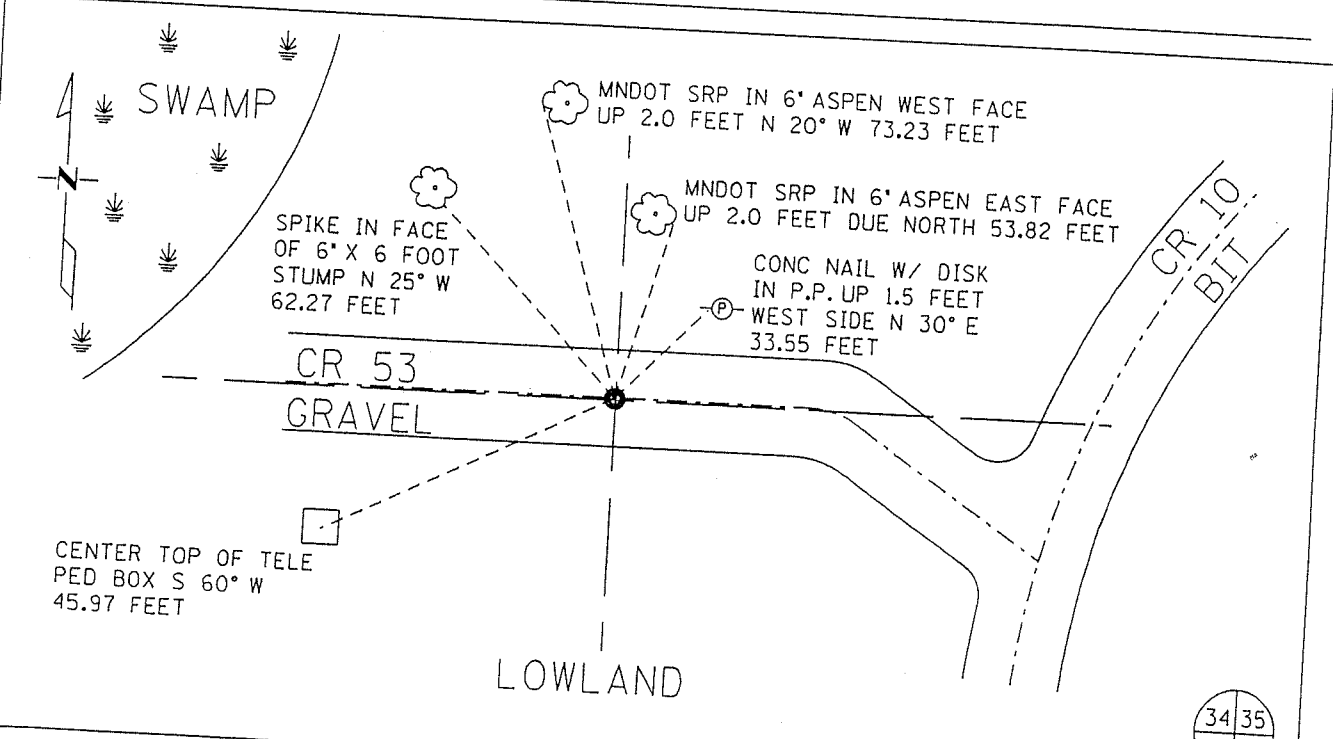 SWAMP
N
MNDOT SRP IN 6" ASPEN WEST FACE
UP 2.0 FEET N 20° W 73.23 FEET
MNDOT SRP IN 6" ASPEN EAST FACE
UP 2.0 FEET DUE NORTH 53.82 FEET
SPIKE IN FACE
OF 6" X 6 FOOT
STUMP N 25° W
62.27 FEET
CONC NAIL W/ DISK
IN P.P. UP 1.5 FEET
WEST SIDE N 30° E
33.55 FEET
P
CR 10
BIT
CR 53
GRAVEL
CENTER TOP OF TELE
PED BOX S 60° W
45.97 FEET
LOWLAND
34 35